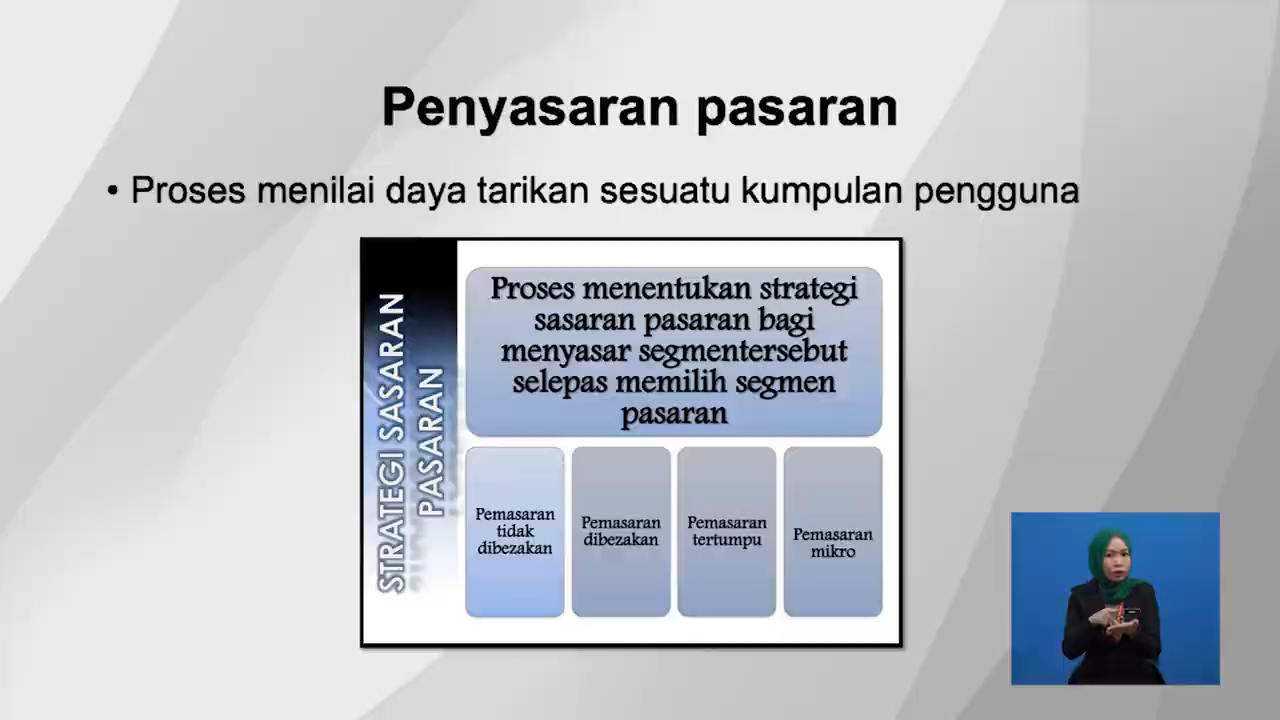 Penyasaran pasaran
• Proses menilai daya tarikan sesuatu kumpulan pengguna
STRATEGI SASARAN
PASARAN
Proses menentukan strategi
sasaran pasaran bagi
menyasar segmentersebut
selepas memilih segmen
pasaran
Pemasaran
tidak
dibezakan
Pemasaran
dibezakan
Pemasaran
tertumpu
Pemasaran
mikro